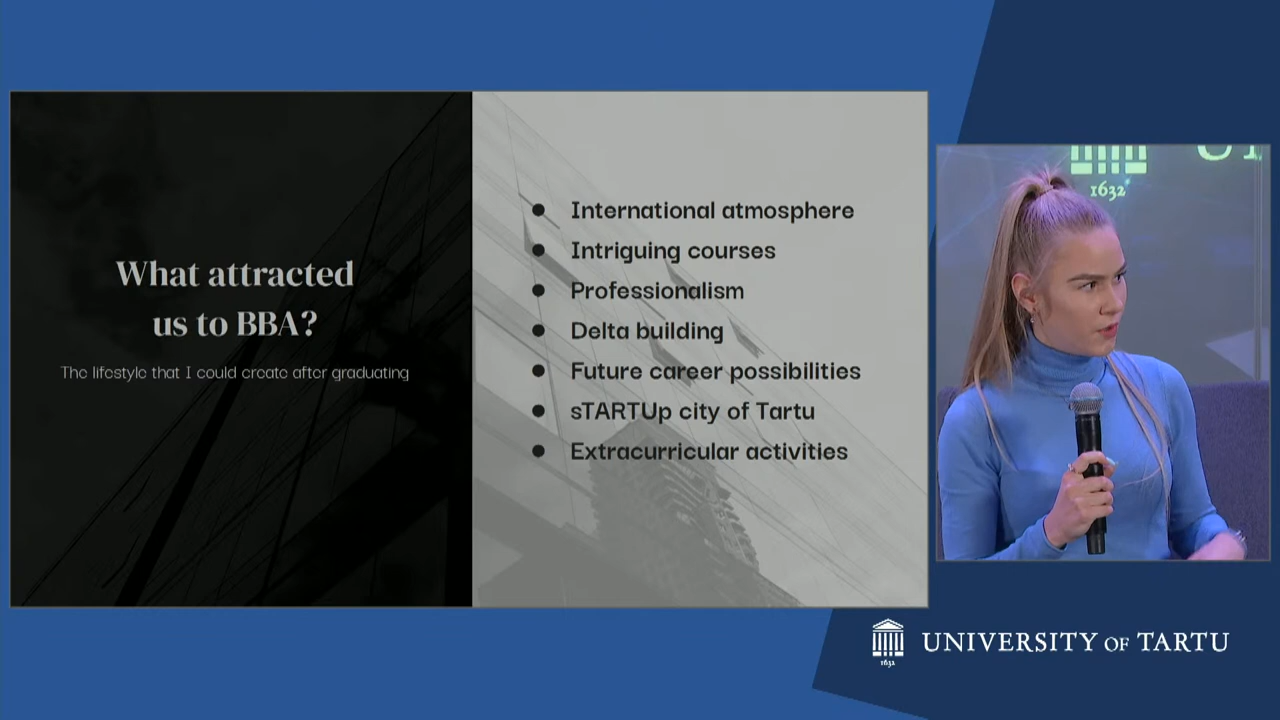 What attracted
us to BBA?
The lifestyle that I could create after graduating
● International atmosphere
● Intriguing courses
● Professionalism
● Delta building
● Future career possibilities
● sTARTUp city of Tartu
● Extracurricular activities
1632
UNIVERSITY OF TARTU
1632